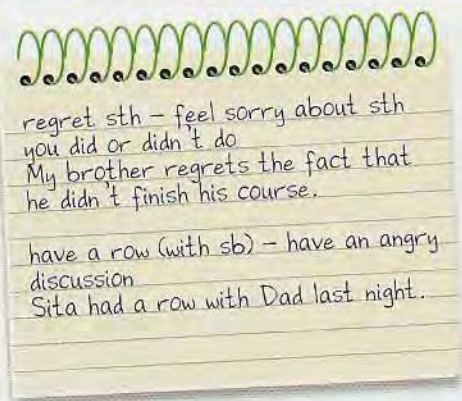 regret sth – feel sorry about sth
you did or didn't do
My brother regrets the fact that
he didn't finish his course.
have a row (with sb) – have an angry
discussion
Sita had a row with Dad last night.